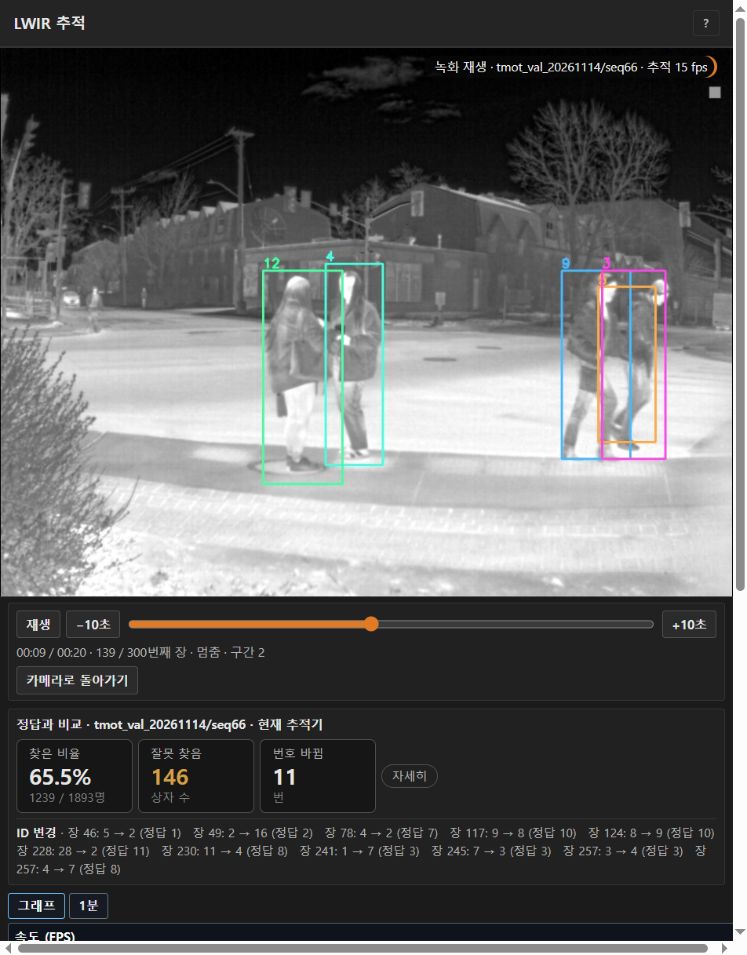 LWIR 추적
?
녹화 재생 · tmot_val_20261114/seq66 · 추적 15 fps
12
4
9
3
재생
−10초
+10초
00:09 / 00:20 · 139 / 300번째 장 · 멈춤 · 구간 2
카메라로 돌아가기
정답과 비교 · tmot_val_20261114/seq66 · 현재 추적기
찾은 비율
65.5%
1239 / 1893명
잘못 찾음
146
상자 수
번호 바뀜
11
번
자세히
ID 변경 · 장 46: 5 → 2 (정답 1) 장 49: 2 → 16 (정답 2) 장 78: 4 → 2 (정답 7) 장 117: 9 → 8 (정답 10) 장 124: 8 → 9 (정답 10)
장 228: 28 → 2 (정답 11) 장 230: 11 → 4 (정답 8) 장 241: 1 → 7 (정답 3) 장 245: 7 → 3 (정답 3) 장 257: 3 → 4 (정답 3) 장
257: 4 → 7 (정답 8)
그래프
1분
속도 (FPS)